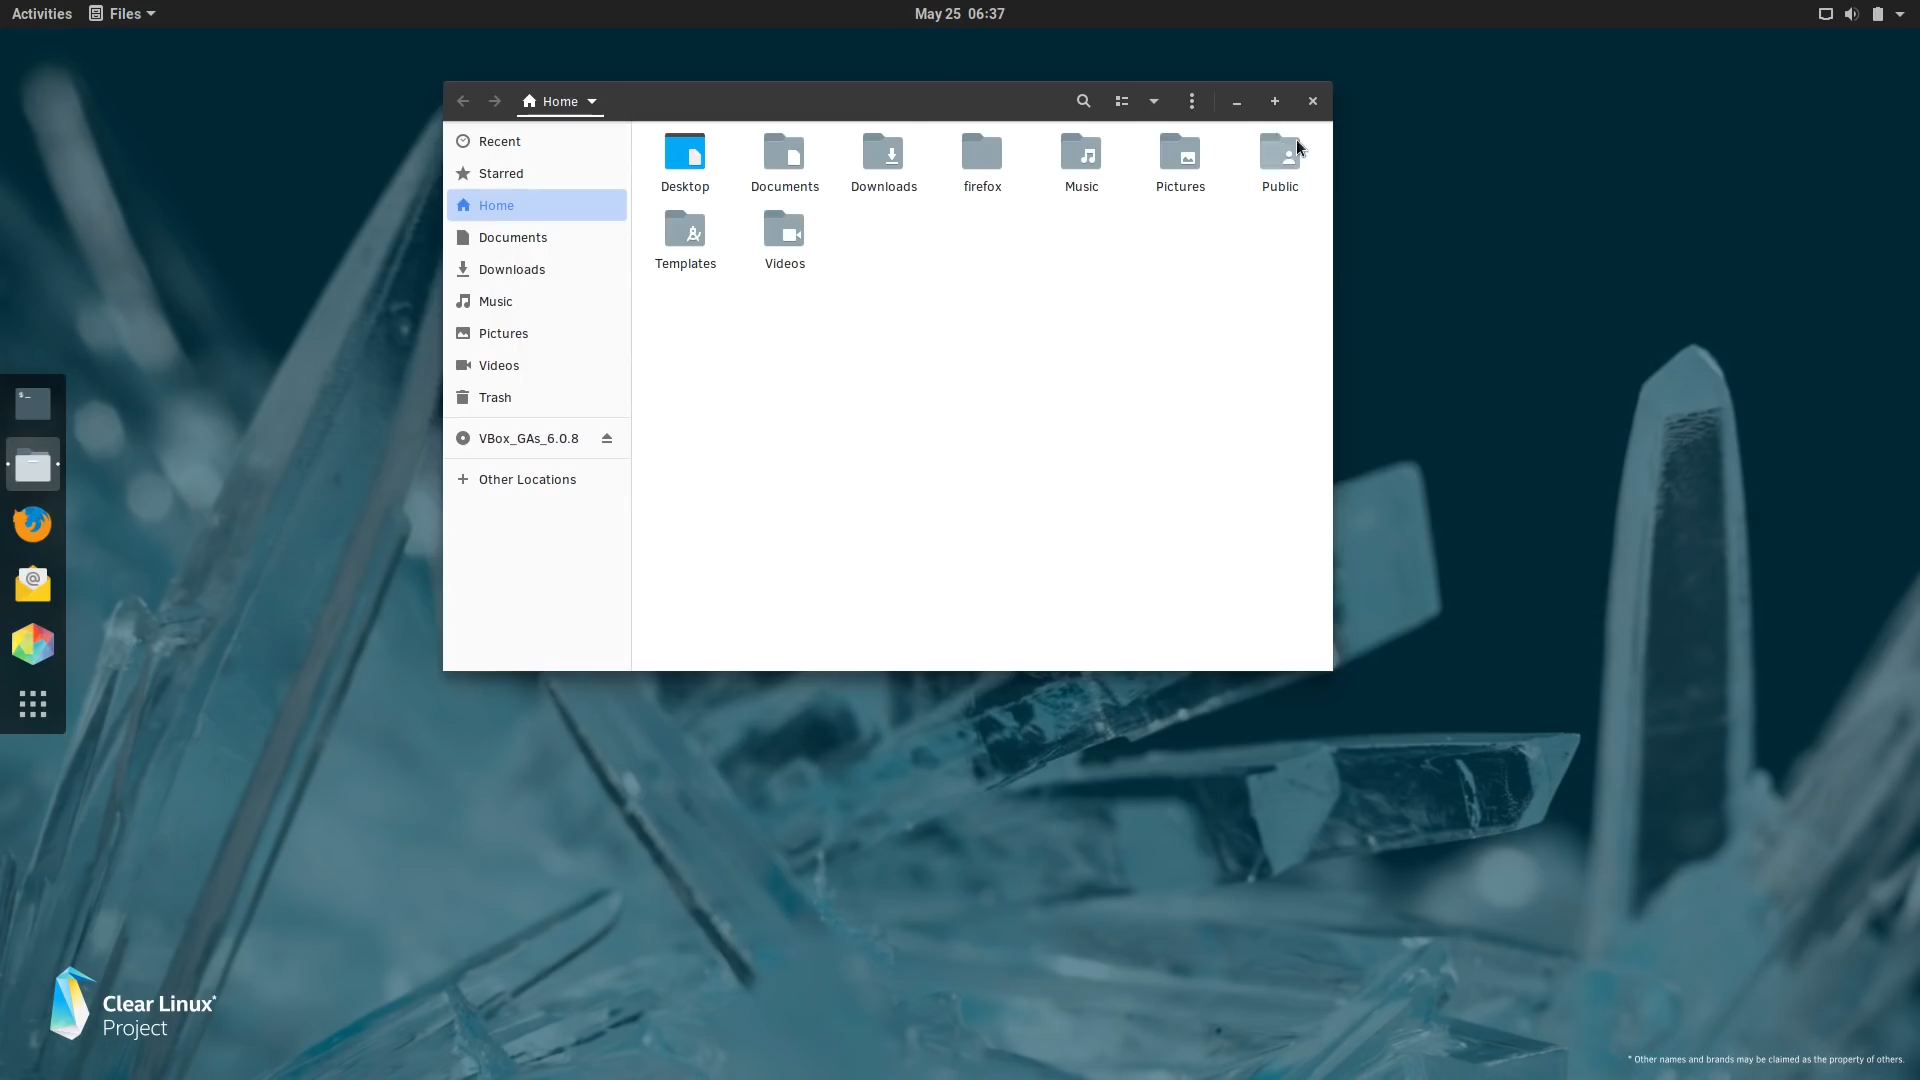 Activities Files May 25 06:37
Home
Recent
Starred
Home
Documents
Downloads
Music
Pictures
Videos
Trash
VBox_GAs_6.0.8
Other Locations
Desktop Documents Downloads firefox Music Pictures Public
Templates Videos
$_
@
Clear Linux*
Project
* Other names and brands may be claimed as the property of others.